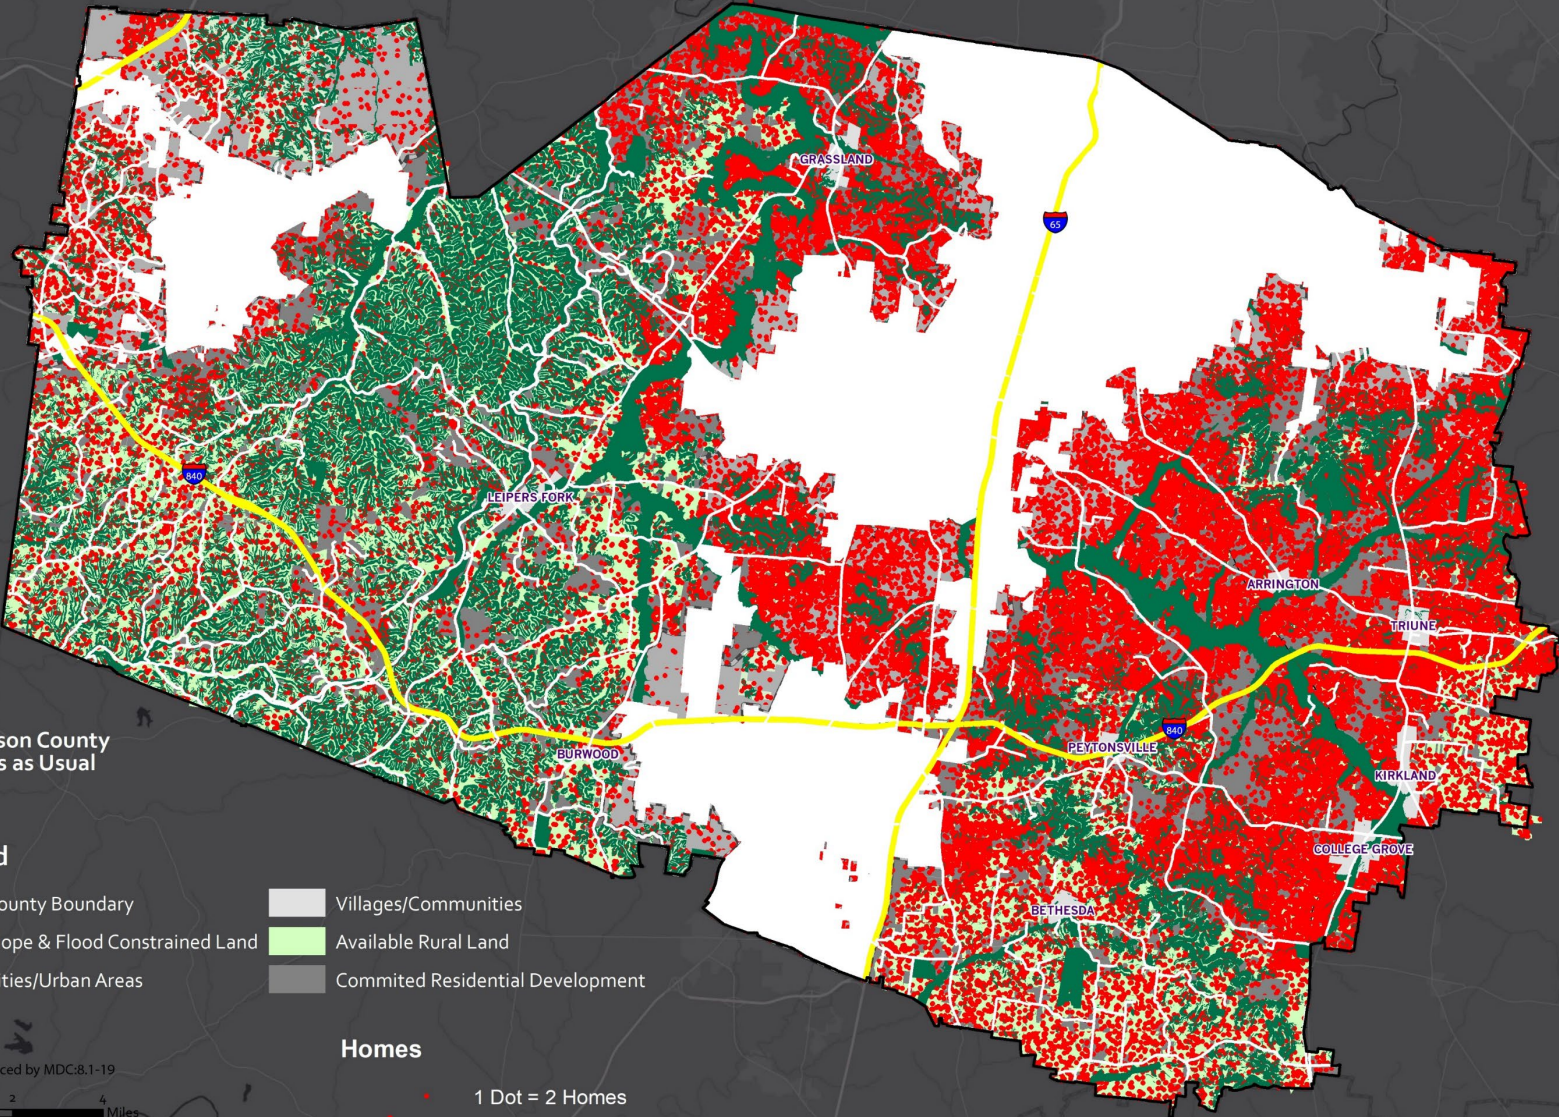 GRASSLAND
65
840
LEIPERS FORK
ARRINGTON
TRIUNE
son County
s as Usual
BURWOOD
PEYTONSVILLE
840
KIRKLAND
COLLEGE GROVE
BETHESDA
d
ounty Boundary
Villages/Communities
ope & Flood Constrained Land
Available Rural Land
ities/Urban Areas
Commited Residential Development
Homes
ced by MDC:8.1-19
1 Dot = 2 Homes
2 4
Miles